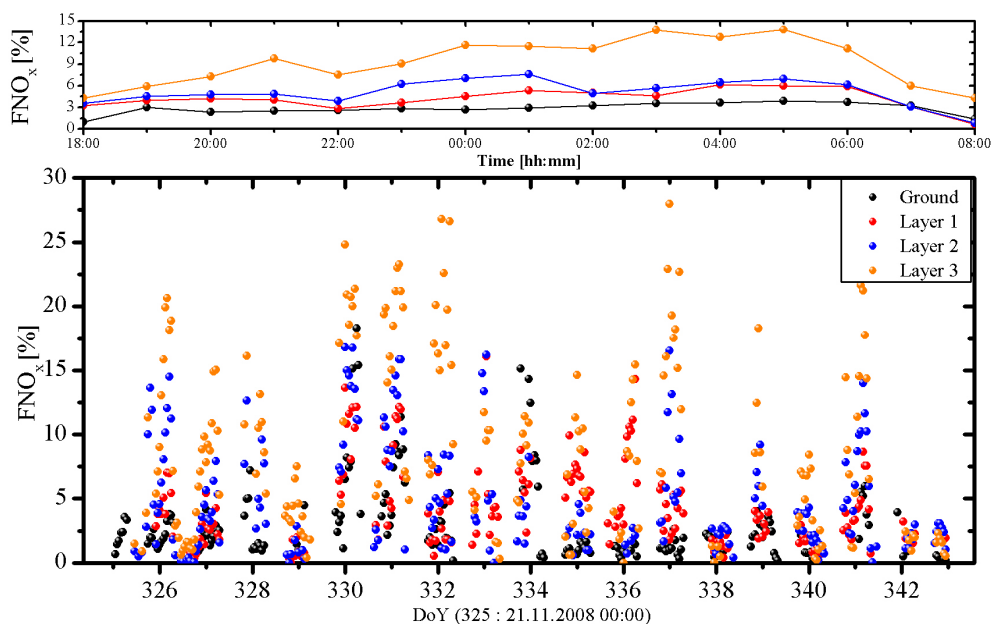 FNOx [%]
15
12
9
6
3
0
18:00 20:00 22:00 00:00 02:00 04:00 06:00 08:00
Time [hh:mm]
FNOx [%]
30
25
20
15
10
5
0
Ground
Layer 1
Layer 2
Layer 3
326 328 330 332 334 336 338 340 342
DoY (325 : 21.11.2008 00:00)